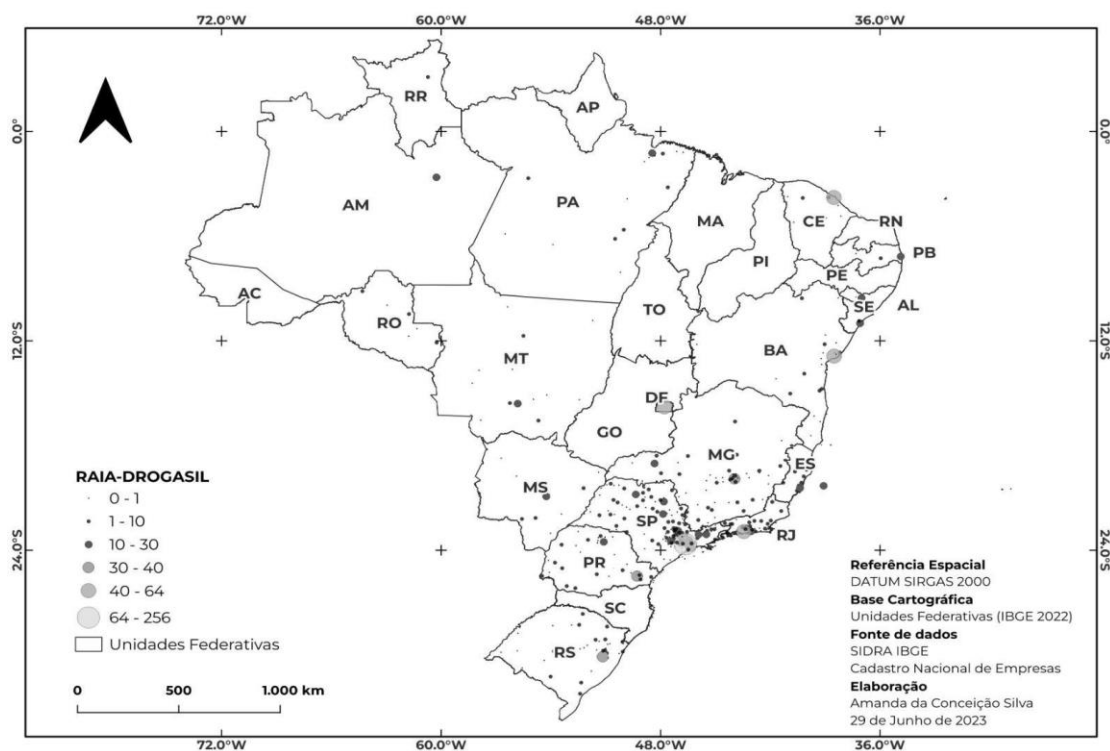 72.0°W 60.0°W 48.0°W 36.0°W
0.0° 0.0°
12.0°S 12.0°S
24.0°S 24.0°S
RR
AP
AM
PA
MA
CE
RN
PB
PI
PE
AC
SE
AL
RO
TO
MT
BA
DF
GO
MG
ES
MS
SP
RJ
PR
SC
RS
RAIA-DROGASIL
0 - 1
1 - 10
10 - 30
30 - 40
40 - 64
64 - 256
Unidades Federativas
0 500 1.000 km
Referência Espacial
DATUM SIRGAS 2000
Base Cartográfica
Unidades Federativas (IBGE 2022)
Fonte de dados
SIDRA IBGE
Cadastro Nacional de Empresas
Elaboração
Amanda da Conceição Silva
29 de Junho de 2023
72.0°W 60.0°W 48.0°W 36.0°W